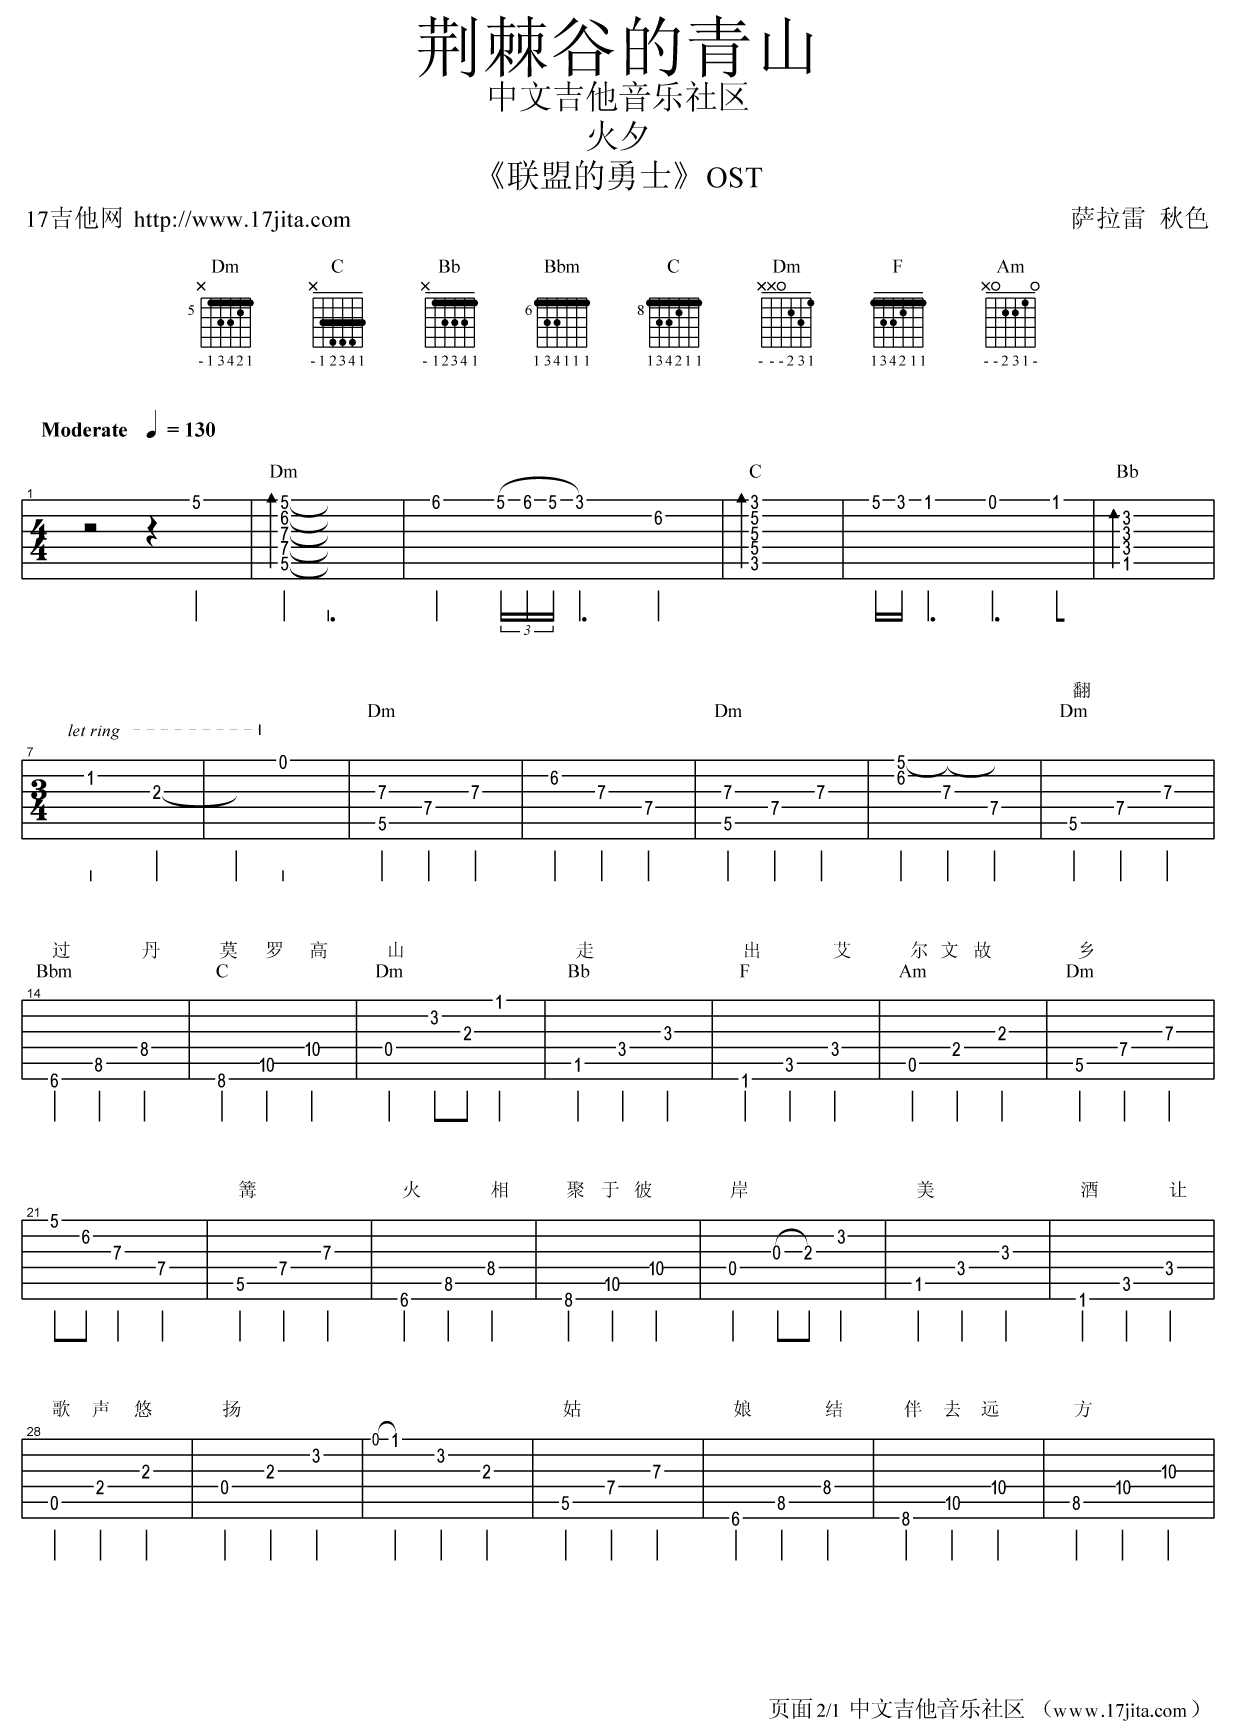 荆棘谷的青山
中文吉他音乐社区
火夕
《联盟的勇士》OST
17吉他网 http://www.17jita.com 萨拉雷 秋色
Dm C Bb Bbm C Dm F Am
5 6 8
-13421 -12341 -12341 134111 134211 ---231 134211 --231-
Moderate = 130
Dm C Bb
1
4/4 5 5 6 7 7 5 6 5 6 5 3 6 3 5 5 5 3 5 3 1 0 1 3 3 3 1
3
翻
let ring Dm Dm Dm
7
3/4 1 2 0 7 5 7 7 6 7 7 7 5 7 7 5 6 7 7 5 7 7
过 丹 莫 罗 高 山 走 出 艾 尔 文 故 乡
Bbm C Dm Bb F Am Dm
14
6 8 8 8 10 10 0 3 2 1 1 3 3 1 3 3 0 2 2 5 7 7
篝 火 相 聚 于 彼 岸 美 酒 让
21
5 6 7 7 5 7 7 6 8 8 8 10 10 0 0 2 3 1 3 3 1 3 3
歌 声 悠 扬 姑 娘 结 伴 去 远 方
28
0 2 2 0 2 3 0 1 3 2 5 7 7 6 8 8 8 10 10 8 10 10
页面 2/1 中文吉他音乐社区 （www.17jita.com）